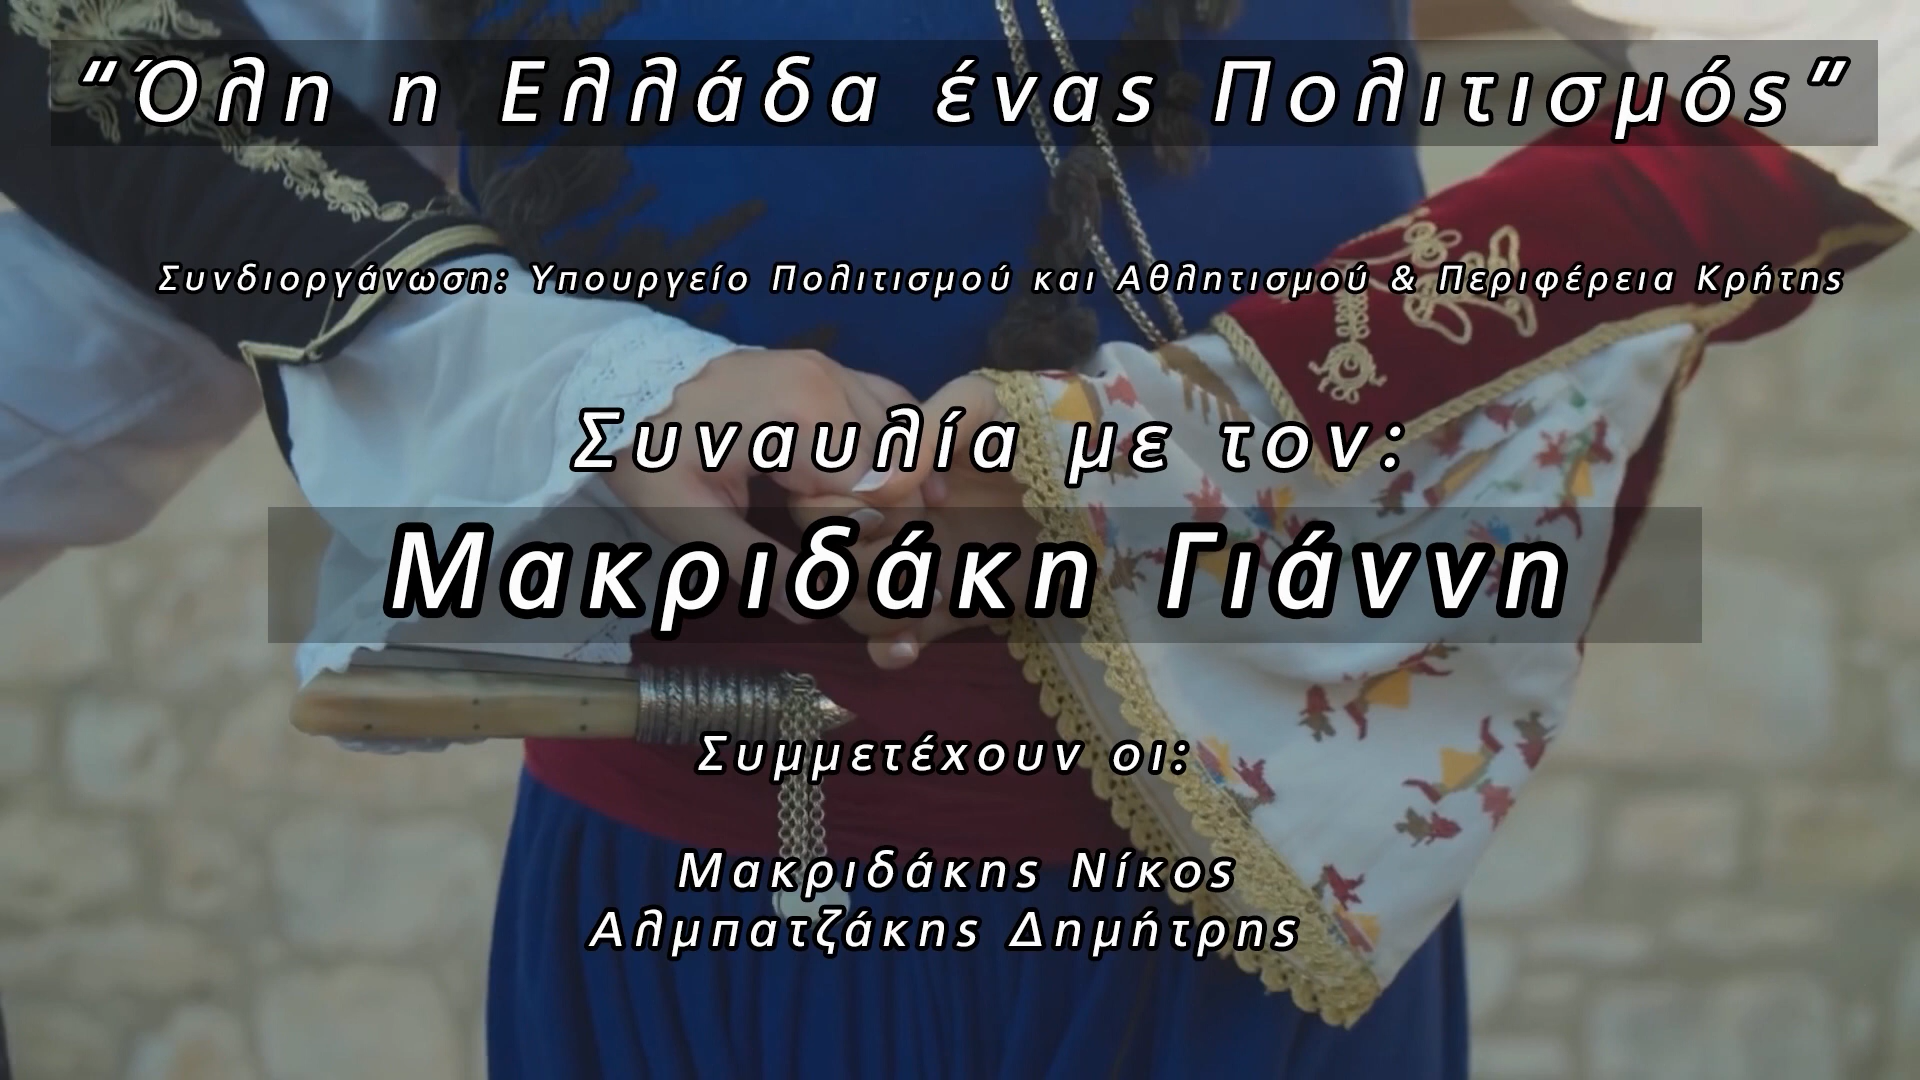 “Όλη η Ελλάδα ένας Πολιτισμός”
Συνδιοργάνωση: Υπουργείο Πολιτισμού και Αθλητισμού & Περιφέρεια Κρήτης
Συναυλία με τον:
Μακριδάκη Γιάννη
Συμμετέχουν οι:
Μακριδάκης Νίκος
Αλμπατζάκης Δημήτρης